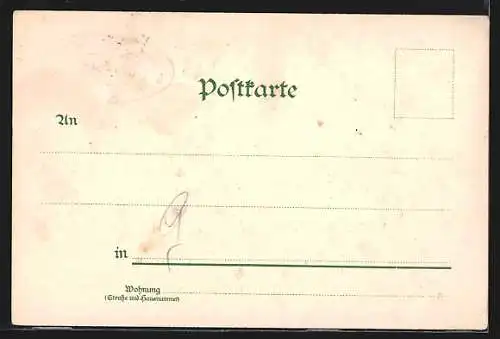 Postkarte
An
in
Wohnung
(Straße und Hausnummer)